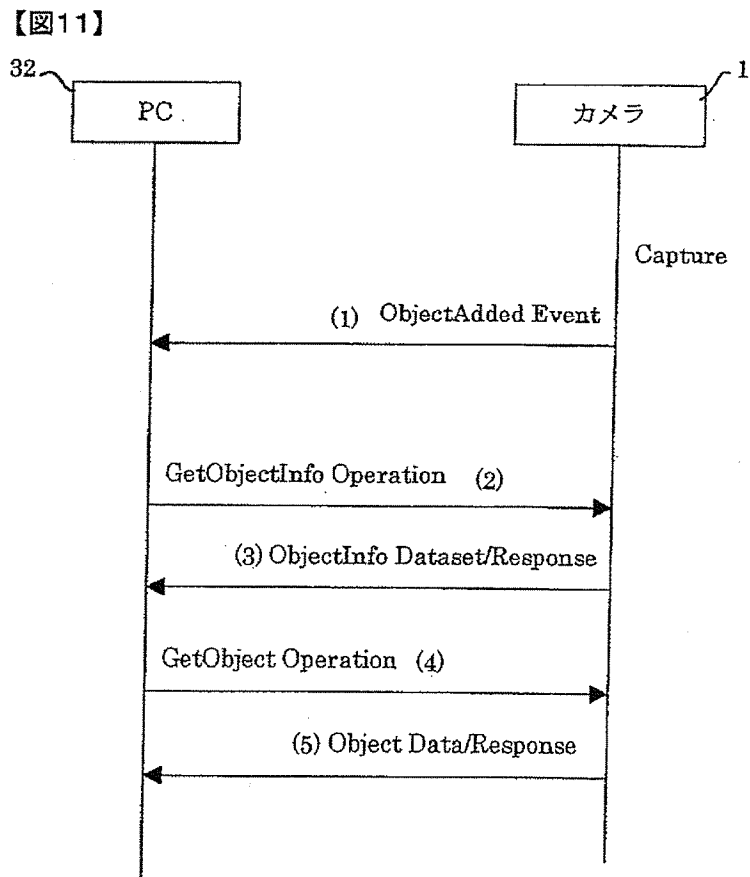 【図11】
32
1
PC
カメラ
Capture
(1) ObjectAdded Event
GetObjectInfo Operation (2)
(3) ObjectInfo Dataset/Response
GetObject Operation (4)
(5) Object Data/Response